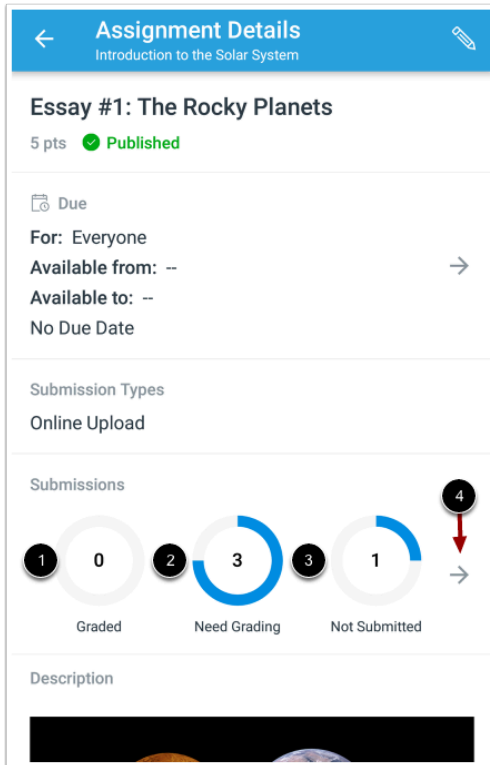 Assignment Details
Introduction to the Solar System
Essay #1: The Rocky Planets
5 pts Published
Due
For: Everyone
Available from: --
Available to: --
No Due Date
Submission Types
Online Upload
Submissions
4
1 0 2 3 3 1
Graded Need Grading Not Submitted
Description